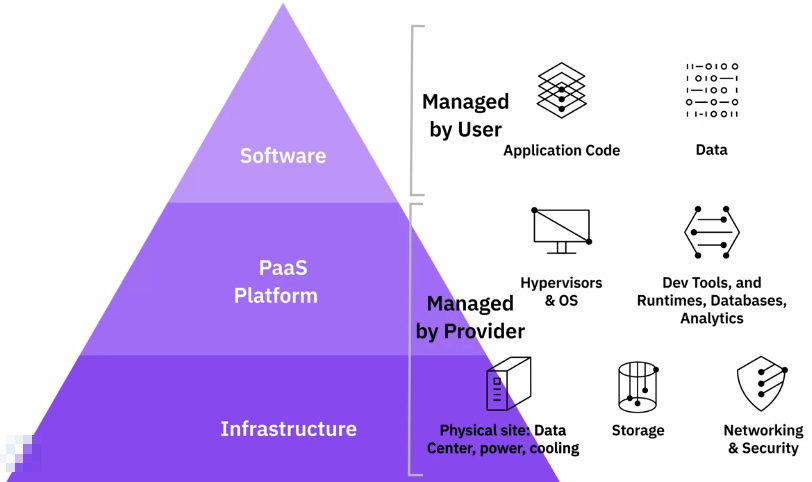 Software
Managed
by User
Application Code
Data
PaaS
Platform
Managed
by Provider
Hypervisors
& OS
Dev Tools, and
Runtimes, Databases,
Analytics
Infrastructure
Physical site: Data
Center, power, cooling
Storage
Networking
& Security